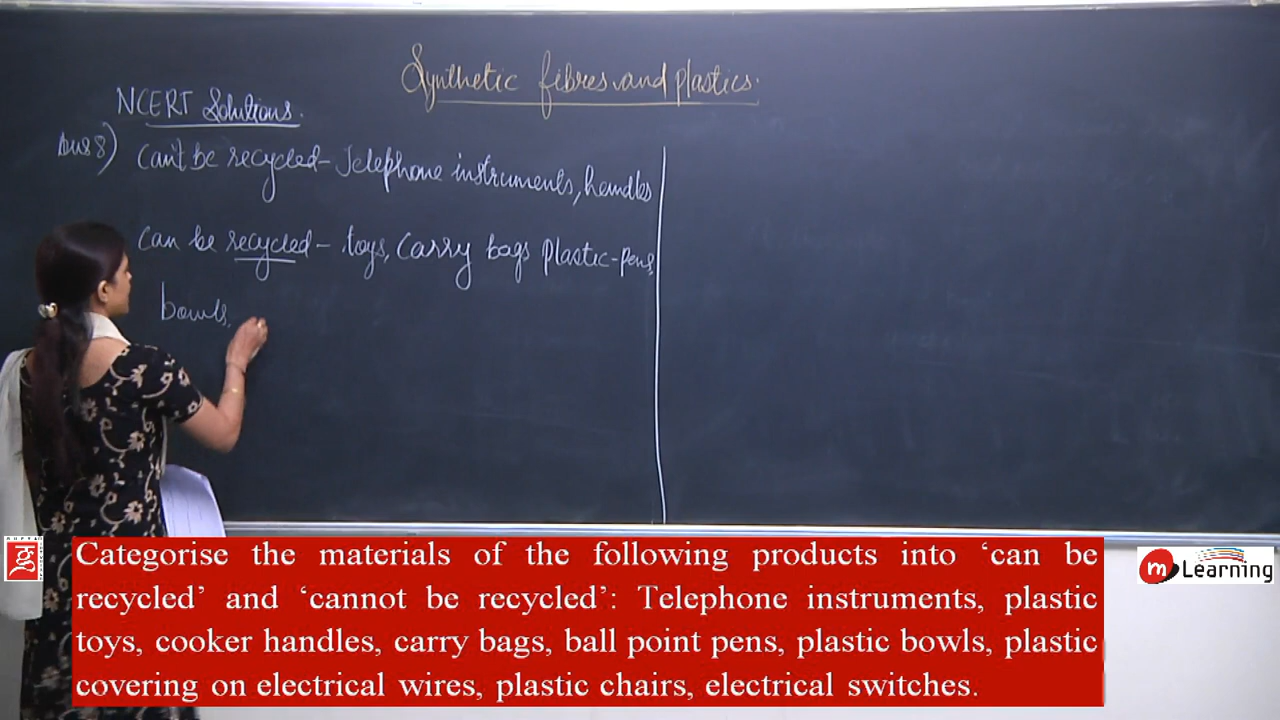 Synthetic fibres and plastics.
NCERT Solutions.
Ans 8) Can't be recycled - Telephone instruments, handles
Can be recycled - toys, Carry bags plastic-pens,
bowls,
Categorise the materials of the following products into ‘can be
recycled’ and ‘cannot be recycled’: Telephone instruments, plastic
toys, cooker handles, carry bags, ball point pens, plastic bowls, plastic
covering on electrical wires, plastic chairs, electrical switches.
m Learning